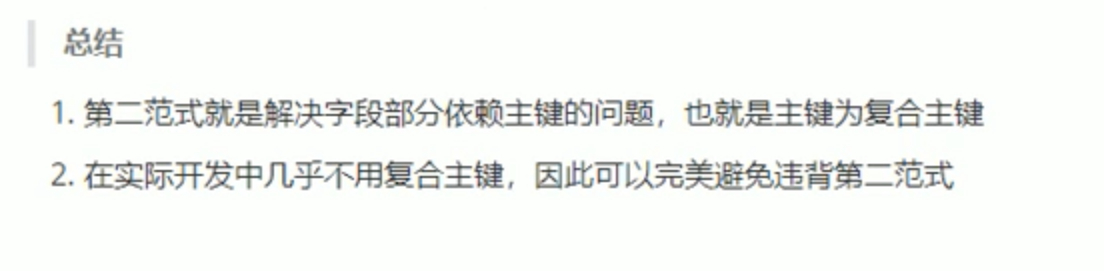 总结
1. 第二范式就是解决字段部分依赖主键的问题，也就是主键为复合主键
2. 在实际开发中几乎不用复合主键，因此可以完美避免违背第二范式